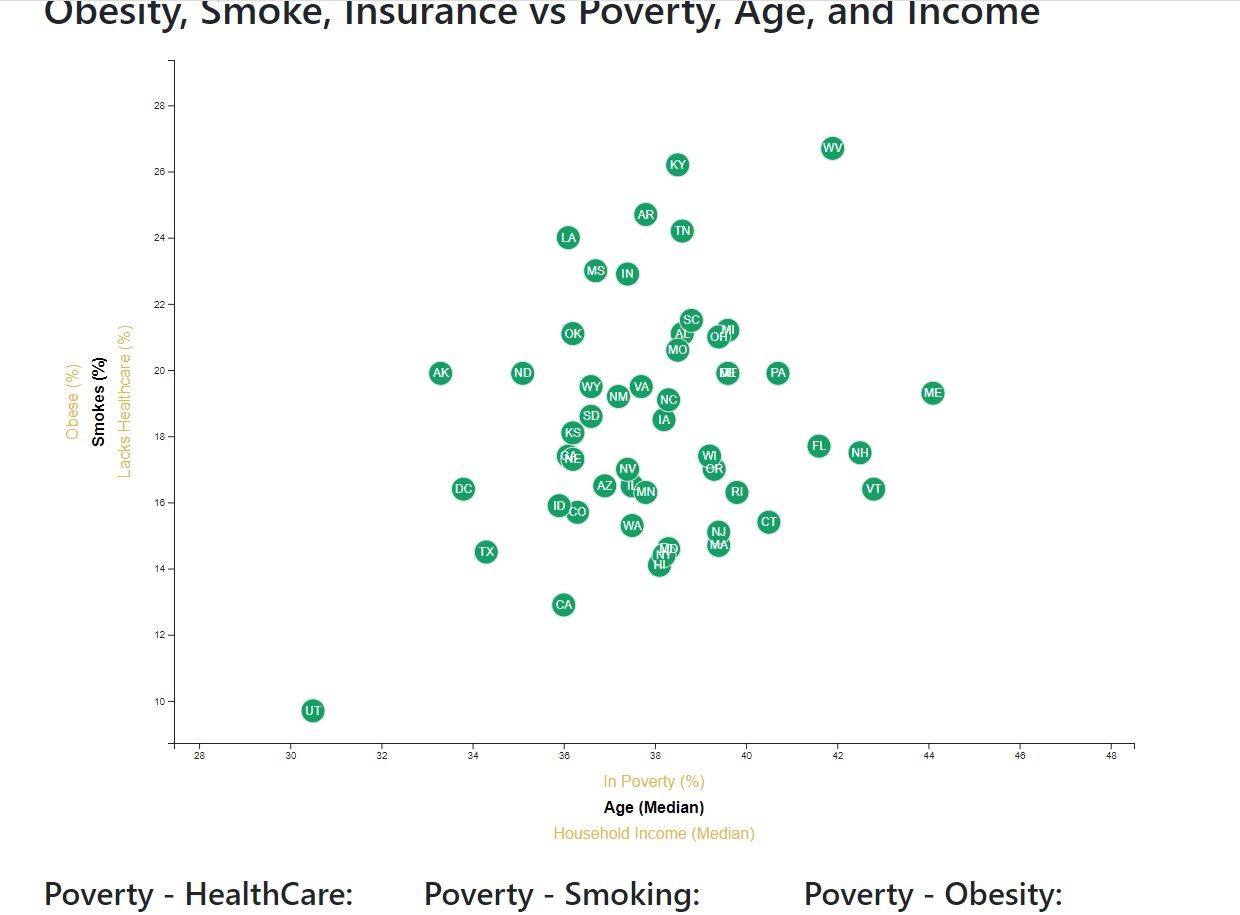 Obesity, Smoke, Insurance vs Poverty, Age, and Income
28
26
24
22
20
18
16
14
12
10
Obese (%)
Smokes (%)
Lacks Healthcare (%)
WV
KY
AR
TN
LA
MS
IN
SC
MI
OK
AL
OH
MO
AK
ND
PA
WY
VA
ME
NM
NC
SD
IA
KS
FL
NH
WI
NE
NV
OR
DC
AZ
IL
MN
RI
VT
ID
CO
CT
WA
NJ
MA
TX
MD
NY
HI
CA
UT
28 30 32 34 36 38 40 42 44 46 48
In Poverty (%)
Age (Median)
Household Income (Median)
Poverty - HealthCare: Poverty - Smoking: Poverty - Obesity: